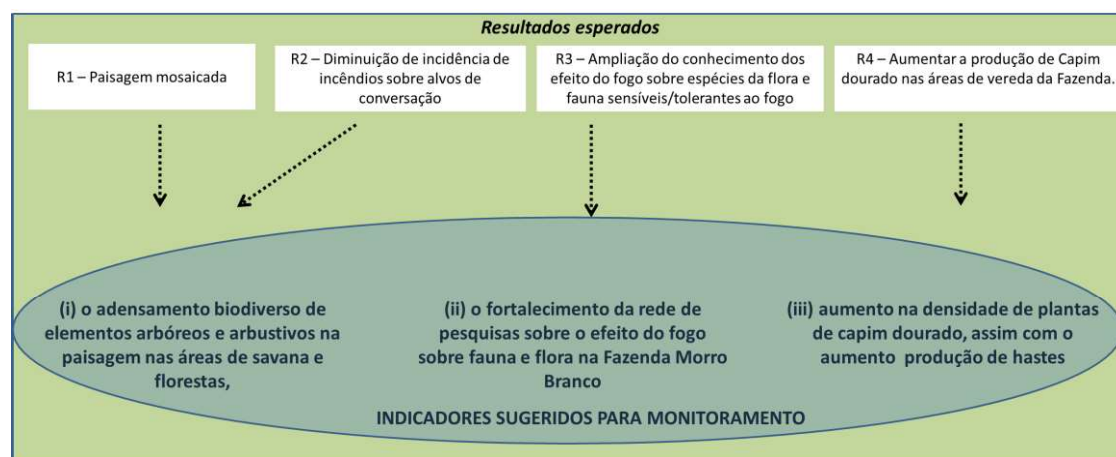 Resultados esperados
R1 – Paisagem mosaicada
R2 – Diminuição de incidência de
incêndios sobre alvos de
conversação
R3 – Ampliação do conhecimento dos
efeito do fogo sobre espécies da flora e
fauna sensíveis/tolerantes ao fogo
R4 – Aumentar a produção de Capim
dourado nas áreas de vereda da Fazenda.
(i) o adensamento biodiverso de
elementos arbóreos e arbustivos na
paisagem nas áreas de savana e
florestas,
(ii) o fortalecimento da rede de
pesquisas sobre o efeito do fogo
sobre fauna e flora na Fazenda Morro
Branco
(iii) aumento na densidade de plantas
de capim dourado, assim com o
aumento produção de hastes
INDICADORES SUGERIDOS PARA MONITORAMENTO